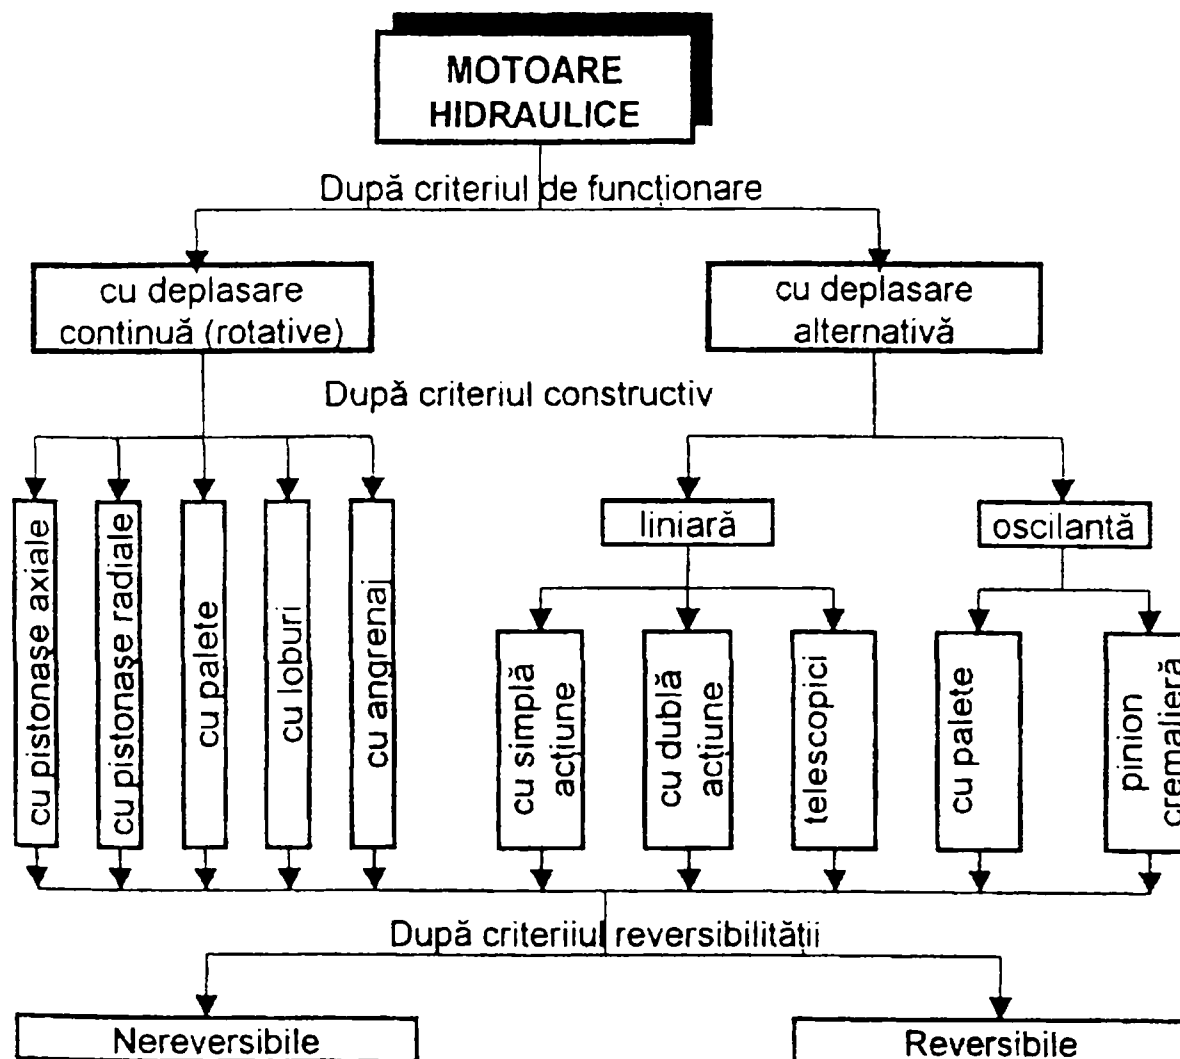 MOTOARE
HIDRAULICE
După criteriul de funcționare
cu deplasare
continuă (rotative)
cu deplasare
alternativă
După criteriul constructiv
cu pistonașe axiale
cu pistonașe radiale
cu palete
cu loburi
cu angrenaj
liniară
oscilantă
cu simplă
acțiune
cu dublă
acțiune
telescopici
cu palete
pinion
cremalieră
După criteriiul reversibilității
Nereversibile
Reversibile